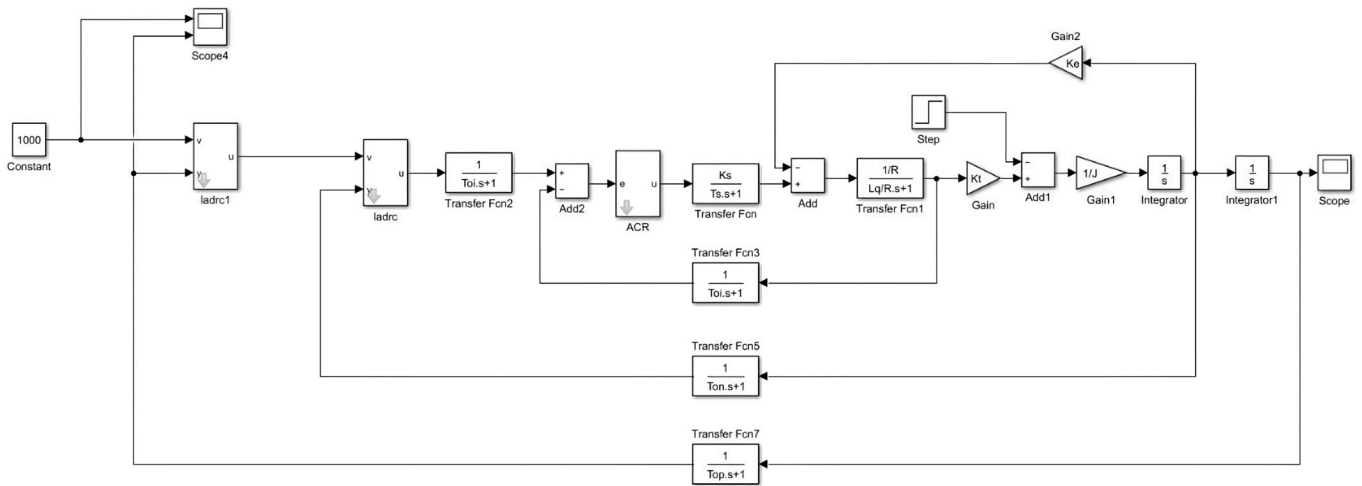 Scope4
1000
Constant
v
y
u
ladrc1
v
Y
u
ladrc
1
Toi.s+1
Transfer Fcn2
+
−
Add2
e
u
ACR
Ks
Ts.s+1
Transfer Fcn
−
+
Add
1/R
Lq/R.s+1
Transfer Fcn1
Kt
Gain
Step
−
+
Add1
1/J
Gain1
1
s
Integrator
1
s
Integrator1
Scope
Gain2
Ke
Transfer Fcn3
1
Toi.s+1
Transfer Fcn5
1
Ton.s+1
Transfer Fcn7
1
Top.s+1